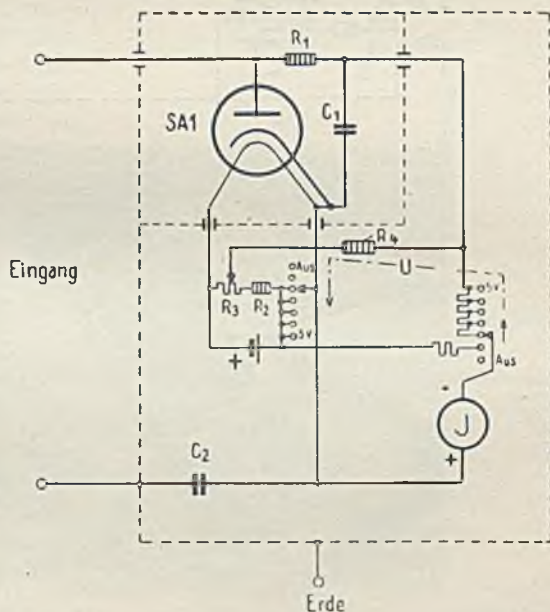 R1
SA1
C1
R4
Eingang
Aus
U
5V
R3
R2
5V
+
Aus
-
J
+
C2
Erde